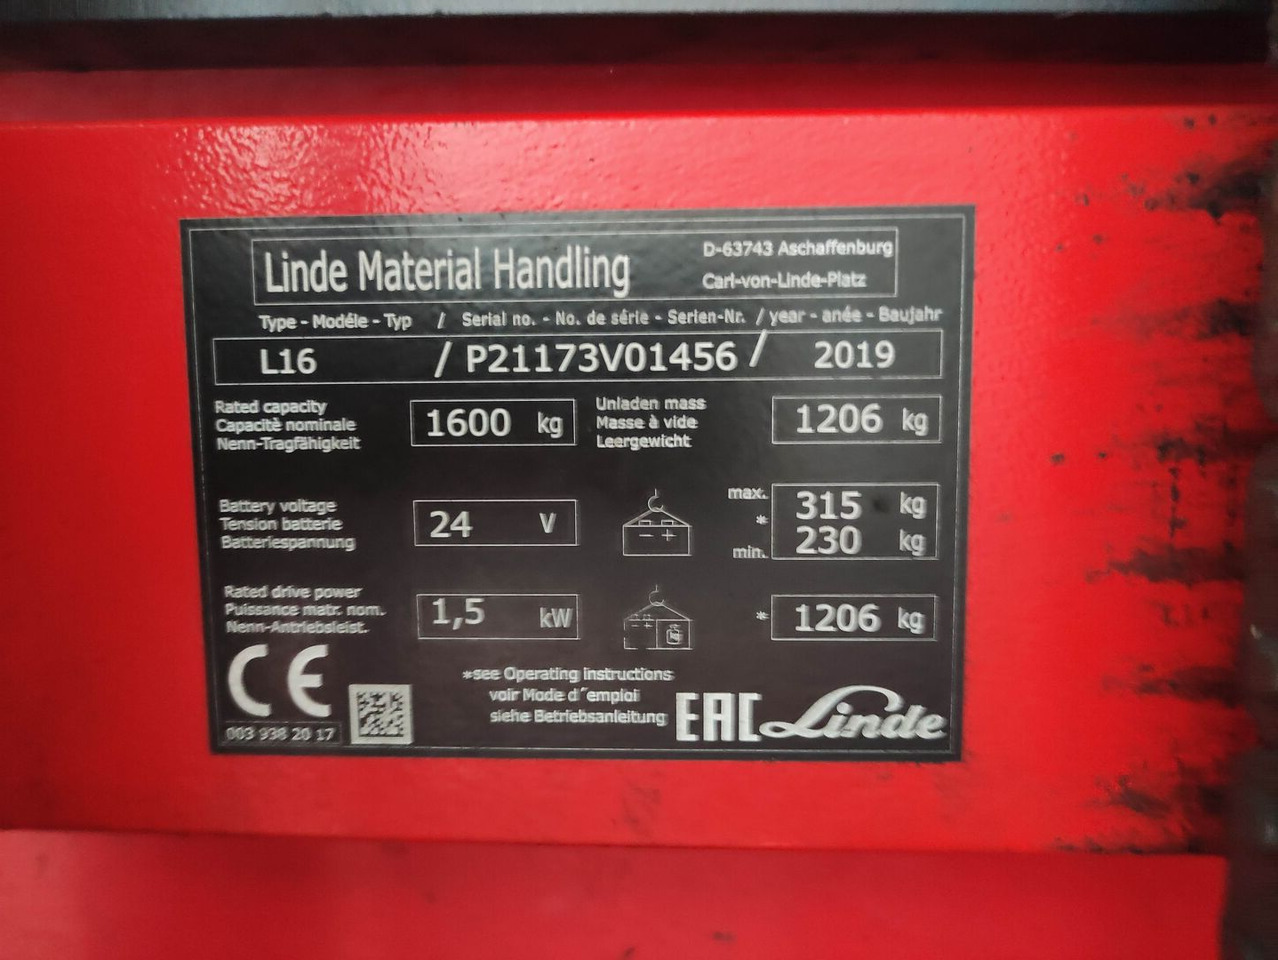 Linde Material Handling
D-63743 Aschaffenburg
Carl-von-Linde-Platz
Type - Modéle - Typ / Serial no. - No. de série - Serien-Nr. / year - anée - Baujahr
L16 / P21173V01456 / 2019
Rated capacity
Capacitè nominale
Nenn-Tragfähigkeit
1600 kg
Unladen mass
Masse à vide
Leergewicht
1206 kg
Battery voltage
Tension batterie
Batteriespannung
24 V
max. 315 kg
*
min. 230 kg
Rated drive power
Puissance matr. nom.
Nenn-Antriebsleist.
1,5 kW
kg
* 1206 kg
*see Operating instructions
voir Mode d´emploi
siehe Betriebsanleitung
CE
003 938 20 17
EAC
Linde